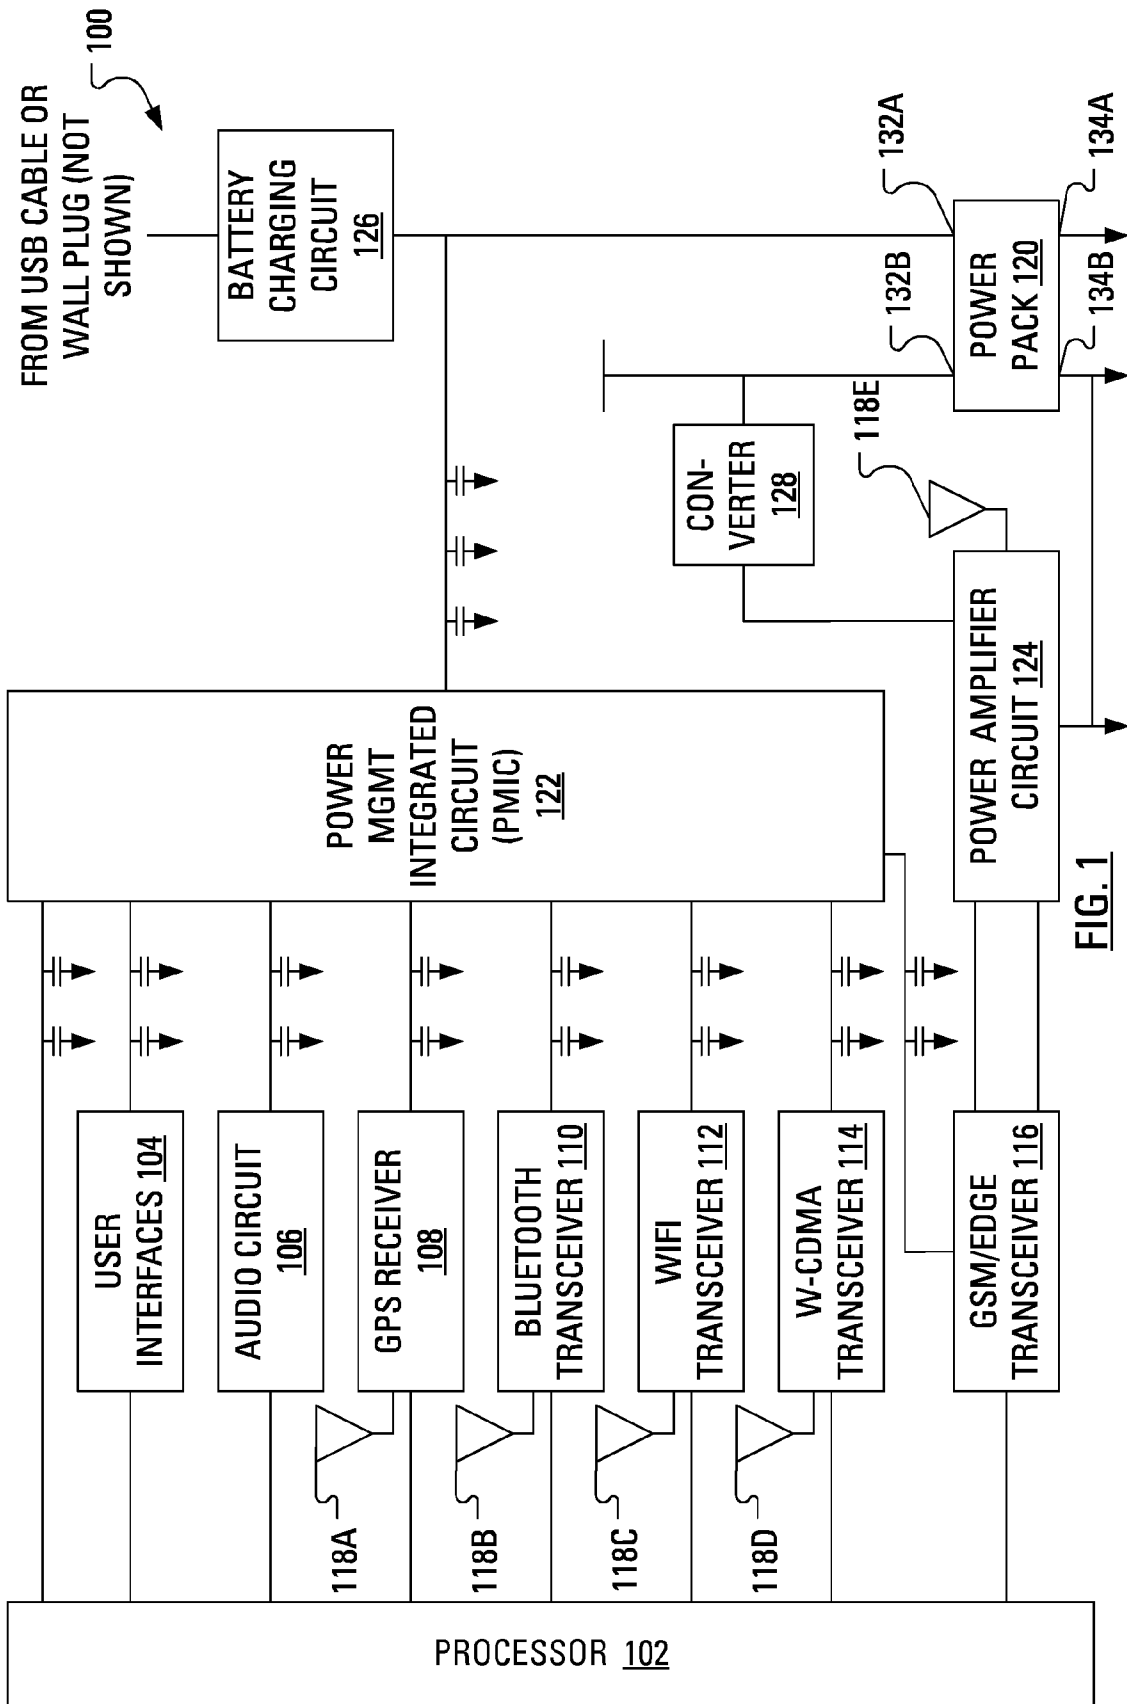 FROM USB CABLE OR
WALL PLUG (NOT
SHOWN)
100
BATTERY
CHARGING
CIRCUIT
126
132A
132B
POWER
PACK 120
134A
134B
CON-
VERTER
128
118E
POWER AMPLIFIER
CIRCUIT 124
POWER
MGMT
INTEGRATED
CIRCUIT
(PMIC)
122
USER
INTERFACES 104
AUDIO CIRCUIT
106
GPS RECEIVER
108
BLUETOOTH
TRANSCEIVER 110
WIFI
TRANSCEIVER 112
W-CDMA
TRANSCEIVER 114
GSM/EDGE
TRANSCEIVER 116
118A
118B
118C
118D
PROCESSOR 102
FIG. 1